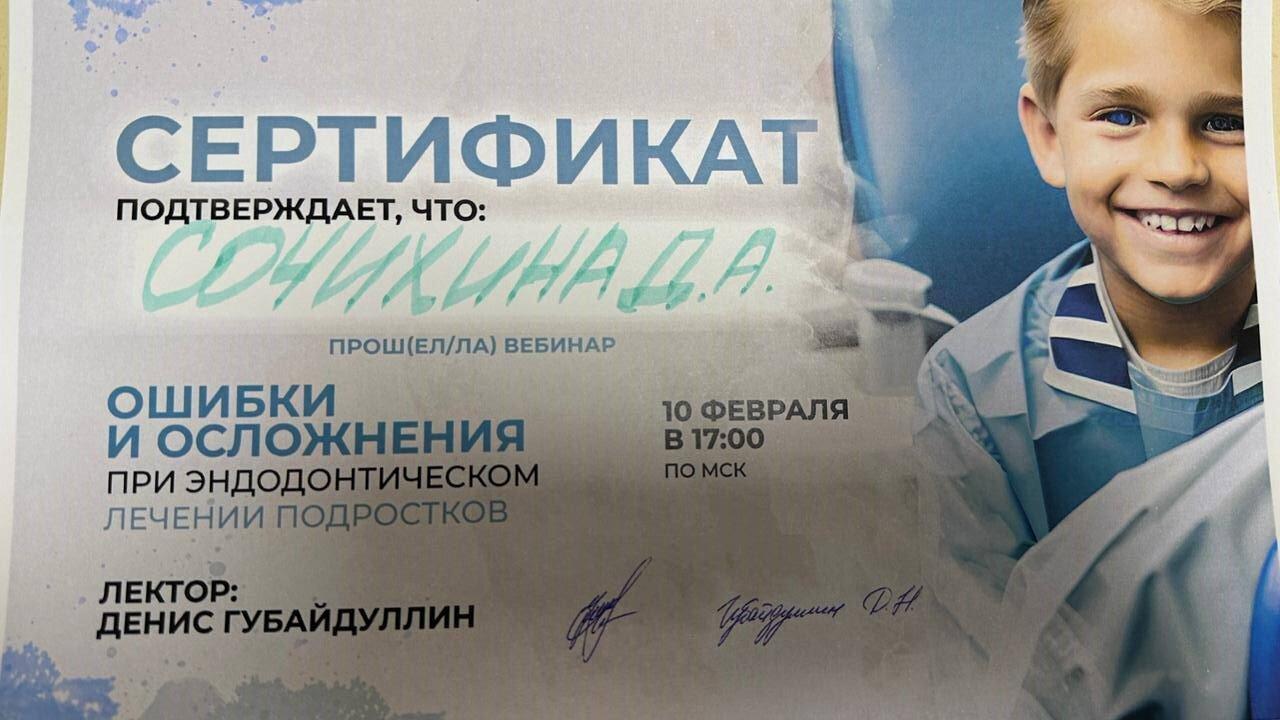 СЕРТИФИКАТ
ПОДТВЕРЖДАЕТ, ЧТО:
СОЧИХИНА Д.А.
ПРОШ(ЕЛ/ЛА) ВЕБИНАР
ОШИБКИ
И ОСЛОЖНЕНИЯ
ПРИ ЭНДОДОНТИЧЕСКОМ
ЛЕЧЕНИИ ПОДРОСТКОВ
10 ФЕВРАЛЯ
В 17:00
ПО МСК
ЛЕКТОР:
ДЕНИС ГУБАЙДУЛЛИН
Губайдуллин Д.Н.